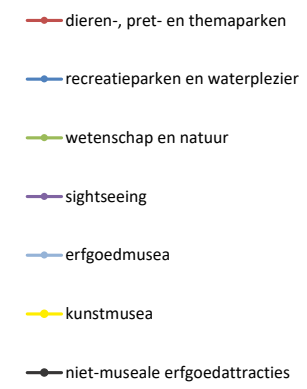 dieren-, pret- en themaparken
recreatieparken en waterplezier
wetenschap en natuur
sightseeing
erfgoedmusea
kunstmusea
niet-museale erfgoedattracties